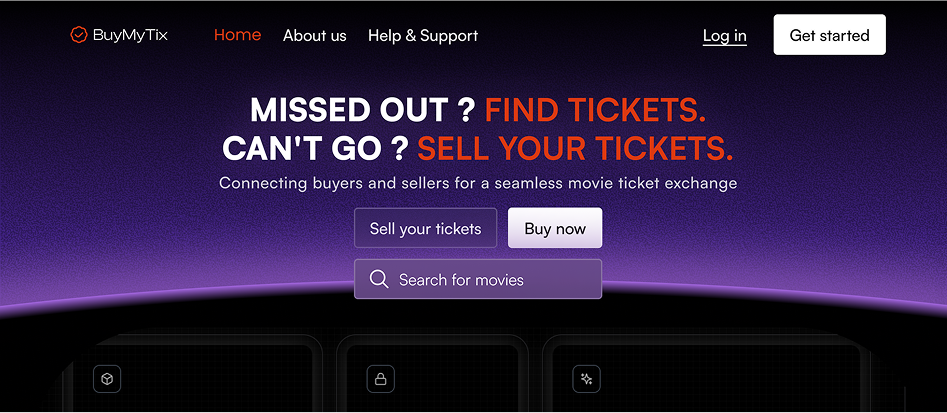 BuyMyTix
Home
About us
Help & Support
Log in
Get started
MISSED OUT ? FIND TICKETS.
CAN'T GO ? SELL YOUR TICKETS.
Connecting buyers and sellers for a seamless movie ticket exchange
Sell your tickets
Buy now
Search for movies